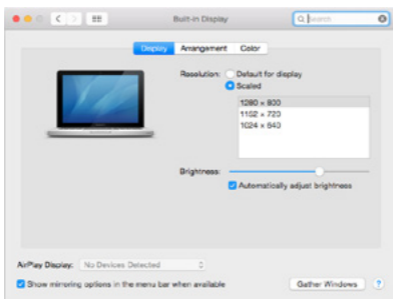 Built-in Display
Search
Display Arrangement Color
Resolution: Default for display
Scaled
1280 × 800
1152 × 720
1024 × 640
Brightness:
Automatically adjust brightness
AirPlay Display: No Devices Detected
Show mirroring options in the menu bar when available
Gather Windows ?